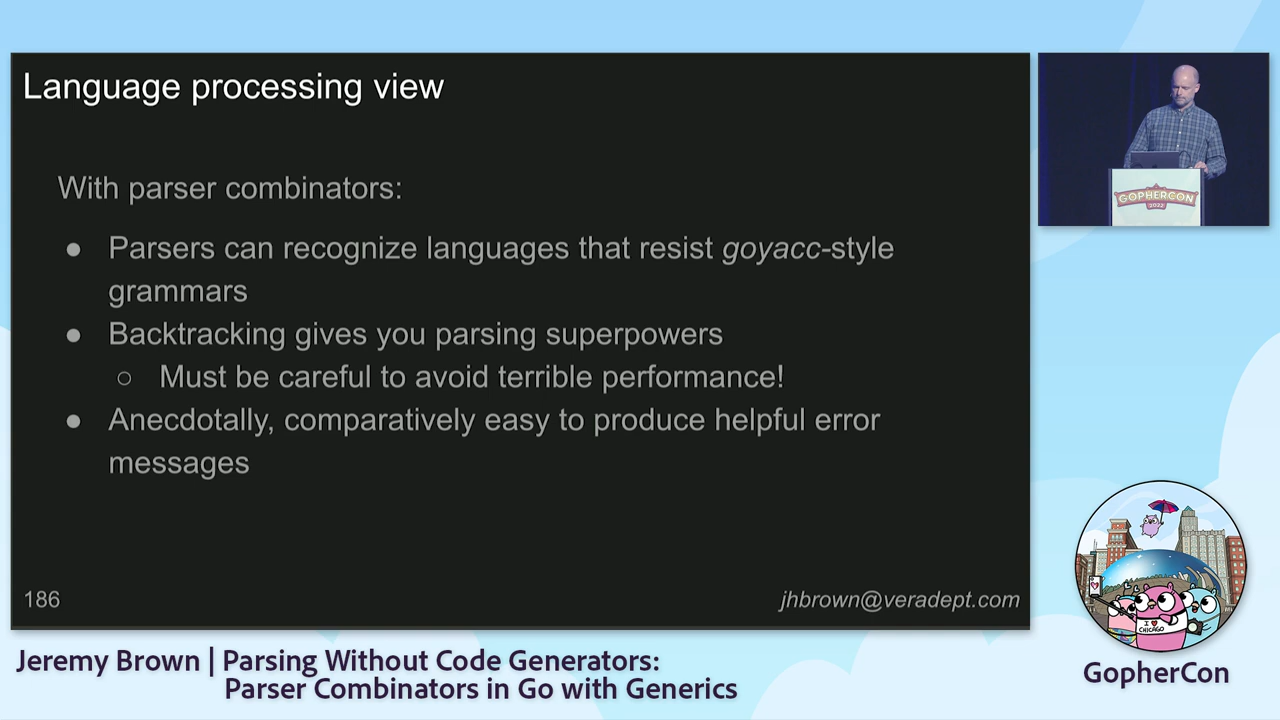 Language processing view
With parser combinators:
● Parsers can recognize languages that resist goyacc-style
grammars
● Backtracking gives you parsing superpowers
○ Must be careful to avoid terrible performance!
● Anecdotally, comparatively easy to produce helpful error
messages
186
jhbrown@veradept.com
GOPHERCON
2022
I ♥
CHICAGO
GopherCon
Jeremy Brown | Parsing Without Code Generators:
Parser Combinators in Go with Generics